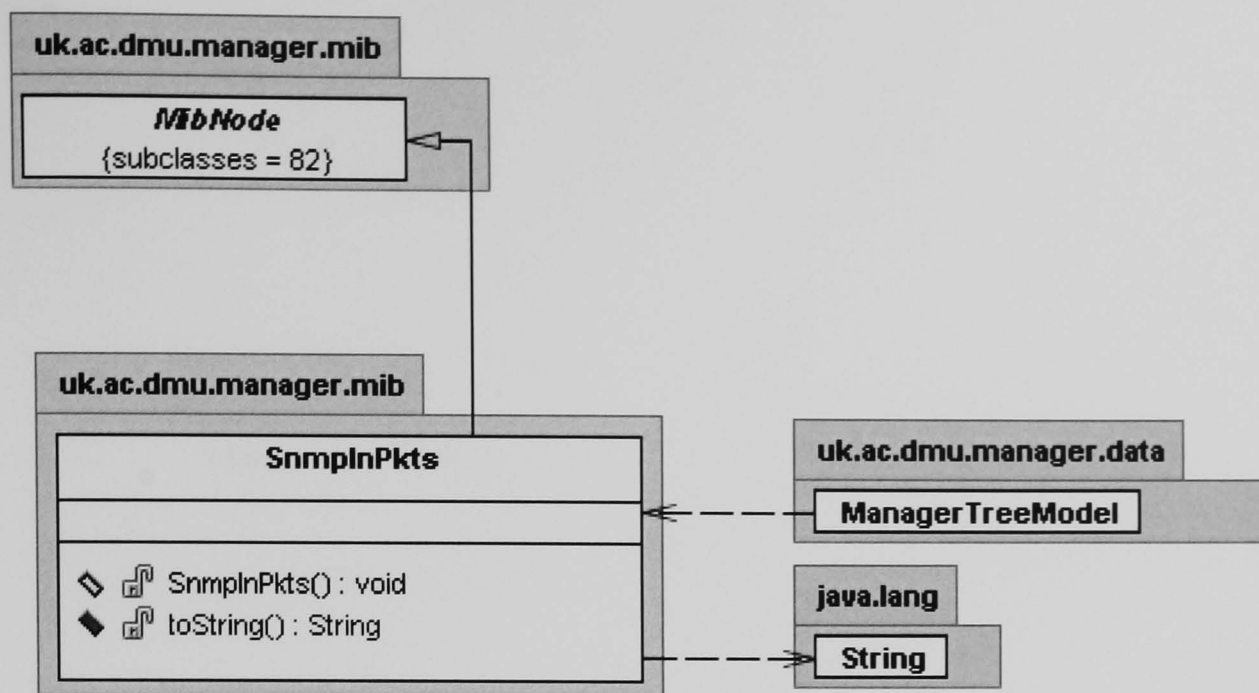 uk.ac.dmu.manager.mib
MibNode
{subclasses = 82}
uk.ac.dmu.manager.mib
SnmpInPkts
SnmpInPkts() : void
toString() : String
uk.ac.dmu.manager.data
ManagerTreeModel
java.lang
String